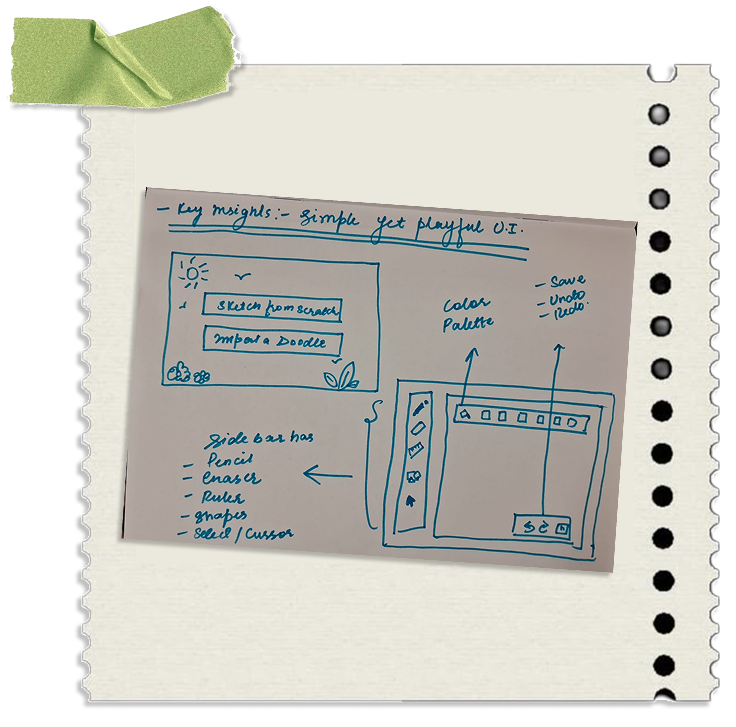 - Key Insights:- Simple yet playful U.I.
Sketch from scratch
Import a Doodle
Color
Palette
- Save
- Undo
- Redo.
Side bar has
- Pencil
- eraser
- Ruler
- shapes
- Select / Cursor